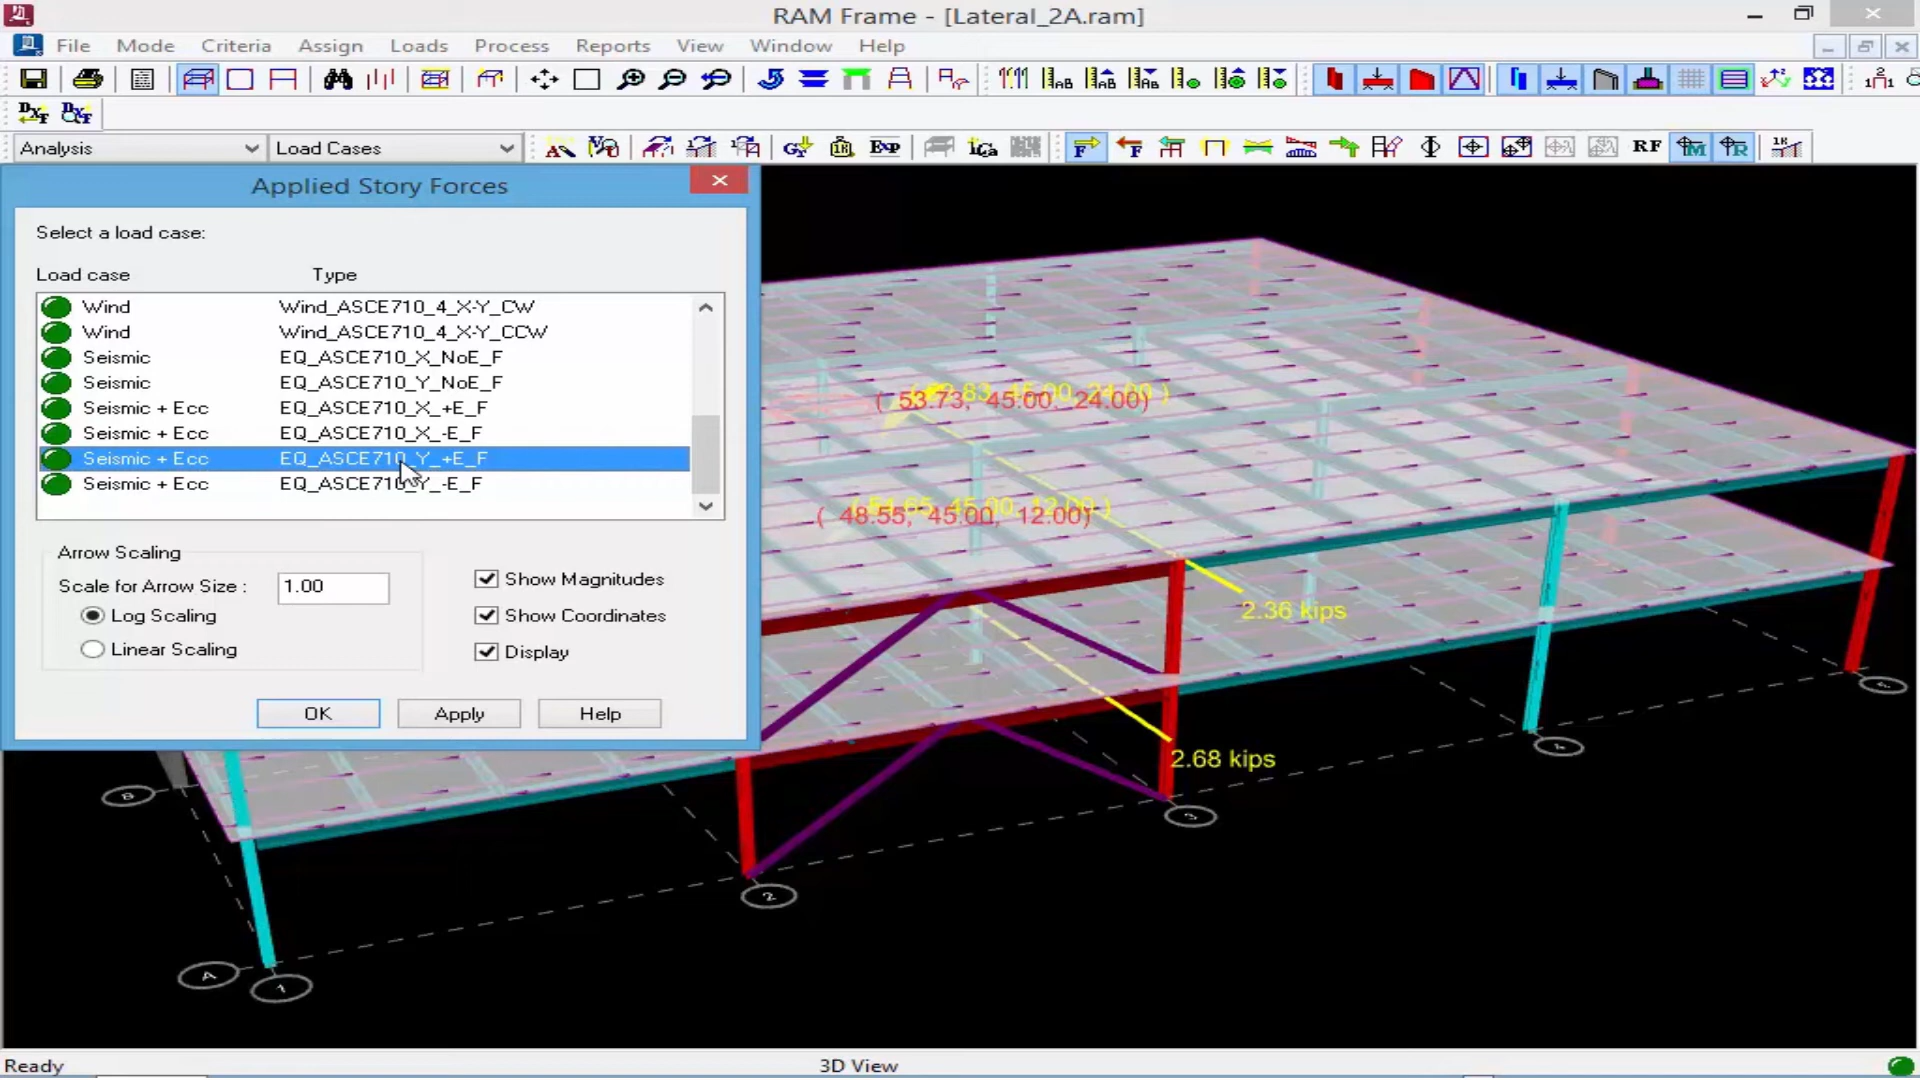 RAM Frame - [Lateral_2A.ram]
File Mode Criteria Assign Loads Process Reports View Window Help
Analysis Load Cases
RF
Applied Story Forces
Select a load case:
Load case Type
Wind Wind_ASCE710_4_X-Y_CW
Wind Wind_ASCE710_4_X-Y_CCW
Seismic EQ_ASCE710_X_NoE_F
Seismic EQ_ASCE710_Y_NoE_F
Seismic + Ecc EQ_ASCE710_X_+E_F
Seismic + Ecc EQ_ASCE710_X_-E_F
Seismic + Ecc EQ_ASCE710_Y_+E_F
Seismic + Ecc EQ_ASCE710_Y_-E_F
Arrow Scaling
Scale for Arrow Size : 1.00
Log Scaling
Linear Scaling
Show Magnitudes
Show Coordinates
Display
OK Apply Help
( 53.73, 45.00, 24.00)
( 48.55, 45.00, 12.00)
2.36 kips
2.68 kips
B
A
1
2
3
4
Ready 3D View